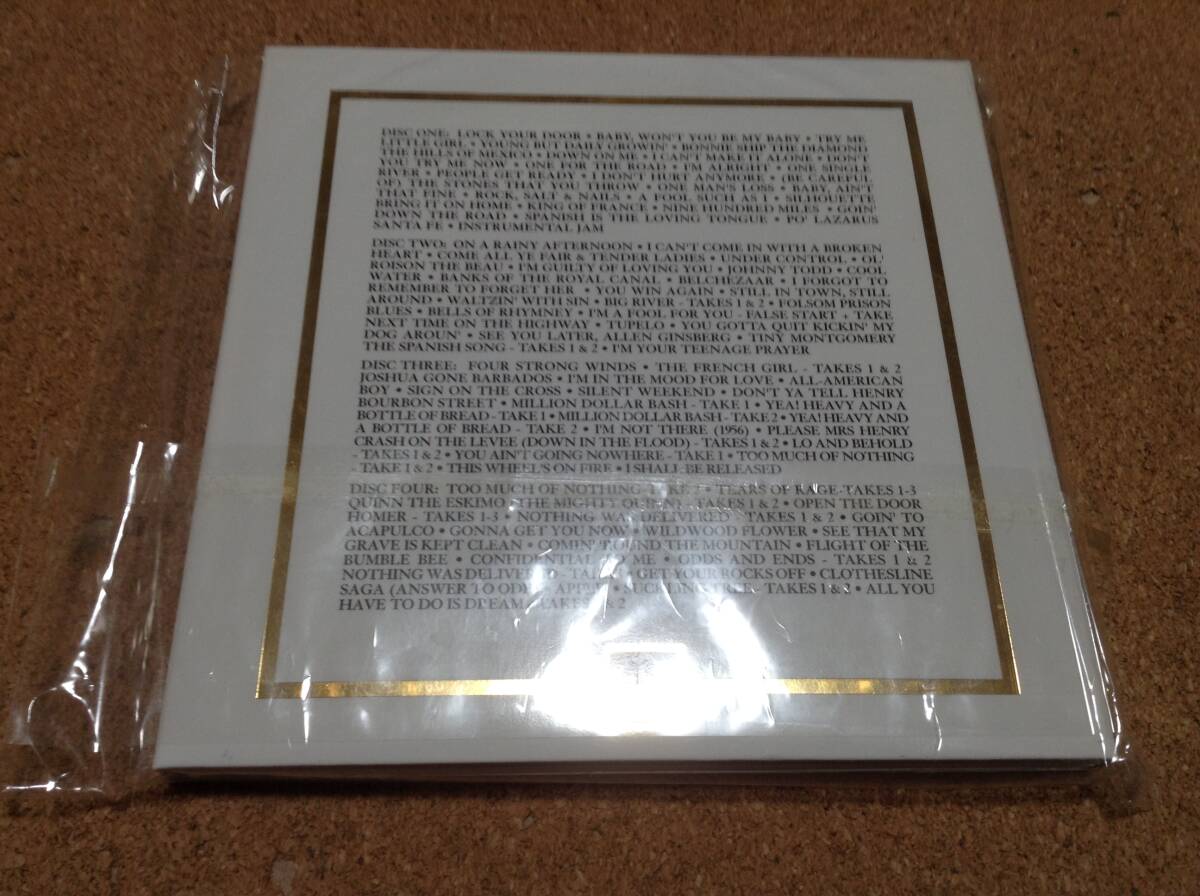 DISC ONE: LOCK YOUR DOOR • BABY, WON'T YOU BE MY BABY • TRY ME
LITTLE GIRL • YOUNG BUT DAILY GROWIN' • BONNIE SHIP THE DIAMOND
THE HILLS OF MEXICO • DOWN ON ME • I CAN'T MAKE IT ALONE • DON'T
YOU TRY ME NOW • ONE FOR THE ROAD • I'M ALRIGHT • ONE SINGLE
RIVER • PEOPLE GET READY • I DON'T HURT ANYMORE • (BE CAREFUL
OF) THE STONES THAT YOU THROW • ONE MAN'S LOSS • BABY, AIN'T
THAT FINE • ROCK, SALT & NAILS • A FOOL SUCH AS I • SILHOUETTE
BRING IT ON HOME • KING OF FRANCE • NINE HUNDRED MILES • GOIN'
DOWN THE ROAD • SPANISH IS THE LOVING TONGUE • PO' LAZARUS
SANTA FE • INSTRUMENTAL JAM
DISC TWO: ON A RAINY AFTERNOON • I CAN'T COME IN WITH A BROKEN
HEART • COME ALL YE FAIR & TENDER LADIES • UNDER CONTROL • OL'
ROISON THE BEAU • I'M GUILTY OF LOVING YOU • JOHNNY TODD • COOL
WATER • BANKS OF THE ROYAL CANAL • BELCHEZAAR • I FORGOT TO
REMEMBER TO FORGET HER • YOU WIN AGAIN • STILL IN TOWN, STILL
AROUND • WALTZIN' WITH SIN • BIG RIVER - TAKES 1 & 2 • FOLSOM PRISON
BLUES • BELLS OF RHYMNEY • I'M A FOOL FOR YOU - FALSE START + TAKE
NEXT TIME ON THE HIGHWAY • TUPELO • YOU GOTTA QUIT KICKIN' MY
DOG AROUN' • SEE YOU LATER, ALLEN GINSBERG • TINY MONTGOMERY
THE SPANISH SONG - TAKES 1 & 2 • I'M YOUR TEENAGE PRAYER
DISC THREE: FOUR STRONG WINDS • THE FRENCH GIRL - TAKES 1 & 2
JOSHUA GONE BARBADOS • I'M IN THE MOOD FOR LOVE • ALL-AMERICAN
BOY • SIGN ON THE CROSS • SILENT WEEKEND • DON'T YA TELL HENRY
BOURBON STREET • MILLION DOLLAR BASH - TAKE 1 • YEA! HEAVY AND A
BOTTLE OF BREAD - TAKE 1 • MILLION DOLLAR BASH - TAKE 2 • YEA! HEAVY AND
A BOTTLE OF BREAD - TAKE 2 • I'M NOT THERE (1956) • PLEASE MRS HENRY
CRASH ON THE LEVEE (DOWN IN THE FLOOD) - TAKES 1 & 2 • LO AND BEHOLD
- TAKES 1 & 2 • YOU AIN'T GOING NOWHERE - TAKE 1 • TOO MUCH OF NOTHING
- TAKE 1 & 2 • THIS WHEEL'S ON FIRE • I SHALL BE RELEASED
DISC FOUR: TOO MUCH OF NOTHING - TAKE 2 • TEARS OF RAGE-TAKES 1-3
QUINN THE ESKIMO (THE MIGHTY QUINN) - TAKES 1 & 2 • OPEN THE DOOR
HOMER - TAKES 1-3 • NOTHING WAS DELIVERED - TAKES 1 & 2 • GOIN' TO
ACAPULCO • GONNA GET YOU NOW • WILDWOOD FLOWER • SEE THAT MY
GRAVE IS KEPT CLEAN • COMIN' ROUND THE MOUNTAIN • FLIGHT OF THE
BUMBLE BEE • CONFIDENTIAL TO ME • ODDS AND ENDS - TAKES 1 & 2
NOTHING WAS DELIVERED - TAKE • GET YOUR ROCKS OFF • CLOTHESLINE
SAGA (ANSWER TO ODE) • APPLE • SUCKLING TREE - TAKES 1 & 2 • ALL YOU
HAVE TO DO IS DREAM - TAKES & 2